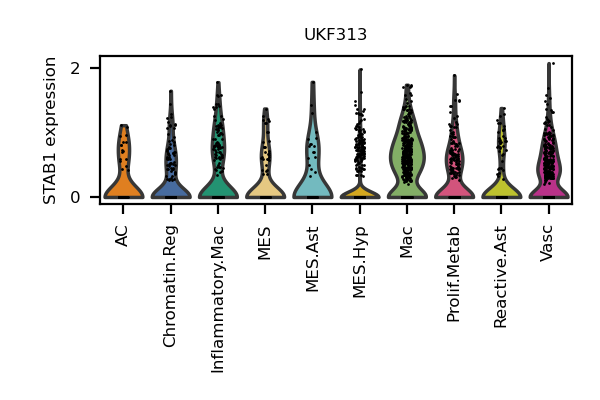 UKF313
STAB1 expression
2
0
AC
Chromatin.Reg
Inflammatory.Mac
MES
MES.Ast
MES.Hyp
Mac
Prolif.Metab
Reactive.Ast
Vasc